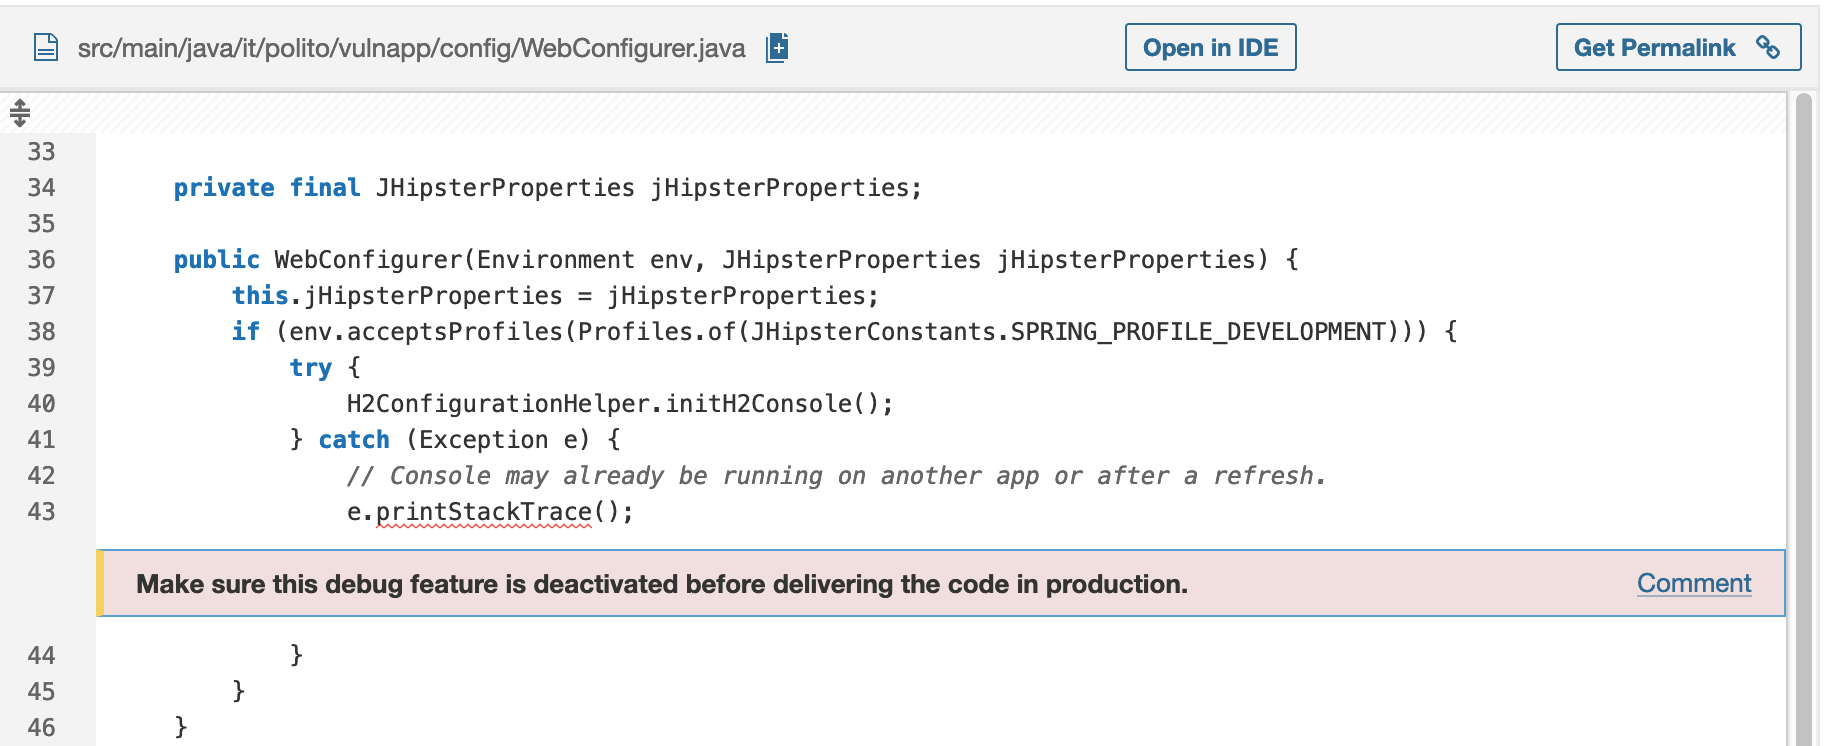 src/main/java/it/polito/vulnapp/config/WebConfigurer.java Open in IDE Get Permalink
33
34 private final JHipsterProperties jHipsterProperties;
35
36 public WebConfigurer(Environment env, JHipsterProperties jHipsterProperties) {
37 this.jHipsterProperties = jHipsterProperties;
38 if (env.acceptsProfiles(Profiles.of(JHipsterConstants.SPRING_PROFILE_DEVELOPMENT))) {
39 try {
40 H2ConfigurationHelper.initH2Console();
41 } catch (Exception e) {
42 // Console may already be running on another app or after a refresh.
43 e.printStackTrace();
Make sure this debug feature is deactivated before delivering the code in production. Comment
44 }
45 }
46 }